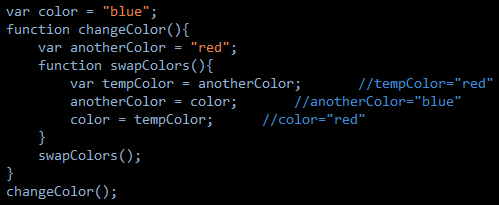 var color = "blue";
function changeColor(){
    var anotherColor = "red";
    function swapColors(){
        var tempColor = anotherColor;       //tempColor="red"
        anotherColor = color;       //anotherColor="blue"
        color = tempColor;      //color="red"
    }
    swapColors();
}
changeColor();